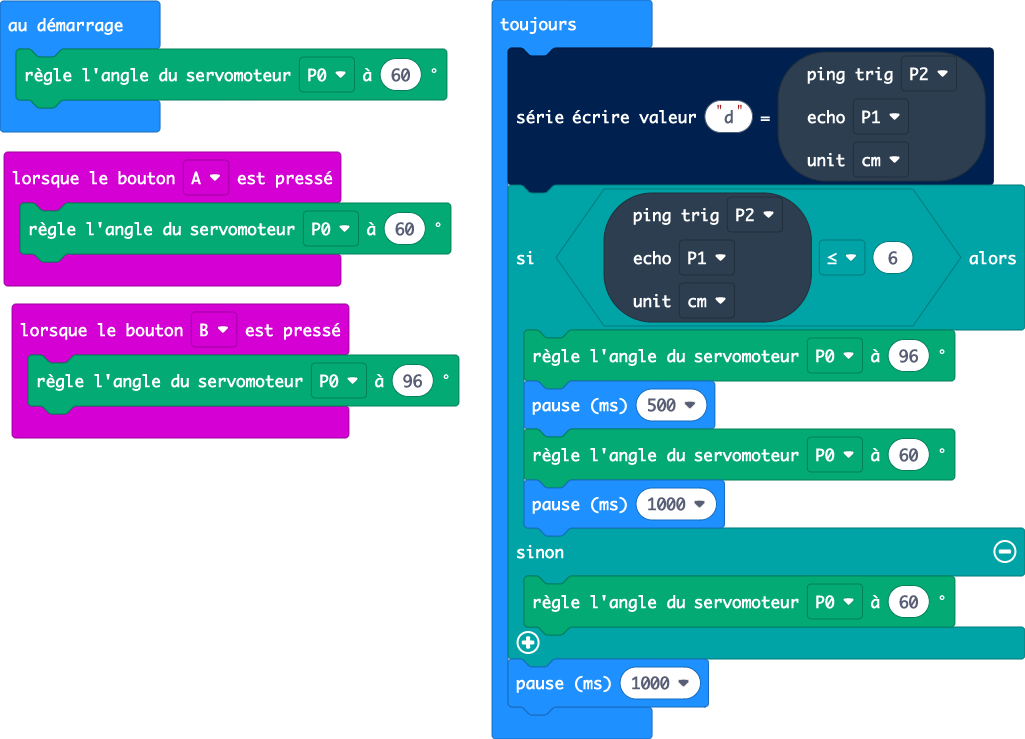 au démarrage
règle l'angle du servomoteur P0 à 60 °
lorsque le bouton A est pressé
règle l'angle du servomoteur P0 à 60 °
lorsque le bouton B est pressé
règle l'angle du servomoteur P0 à 96 °
toujours
série écrire valeur "d" = ping trig P2
echo P1
unit cm
si ping trig P2
echo P1
unit cm
≤ 6 alors
règle l'angle du servomoteur P0 à 96 °
pause (ms) 500
règle l'angle du servomoteur P0 à 60 °
pause (ms) 1000
sinon
règle l'angle du servomoteur P0 à 60 °
pause (ms) 1000